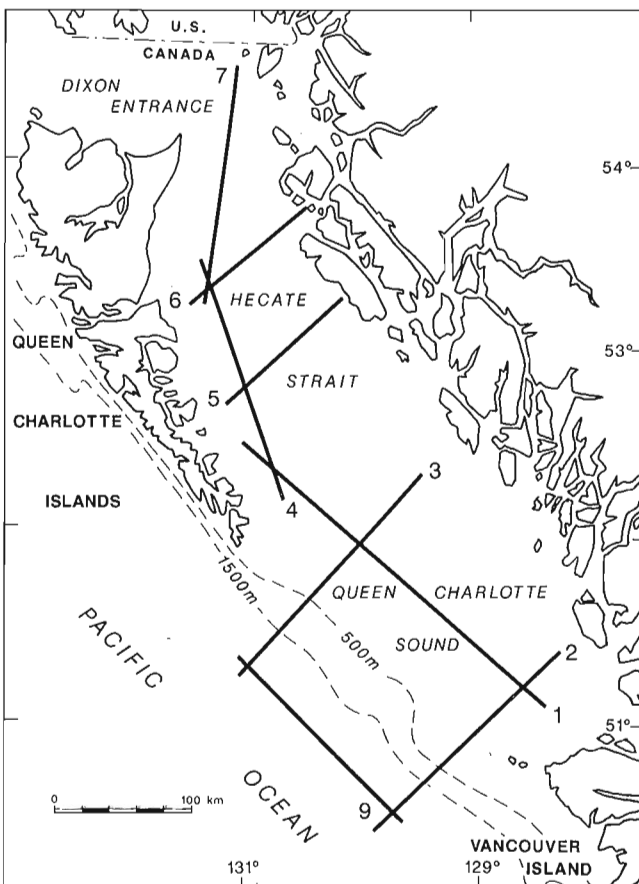 U.S.
CANADA
7
DIXON
ENTRANCE
54°
6
HECATE
QUEEN
53°
5
STRAIT
CHARLOTTE
3
ISLANDS
4
1500m
QUEEN
CHARLOTTE
PACIFIC
500m
SOUND
2
1
51°
0
100 km
OCEAN
9
VANCOUVER
ISLAND
131°
129°